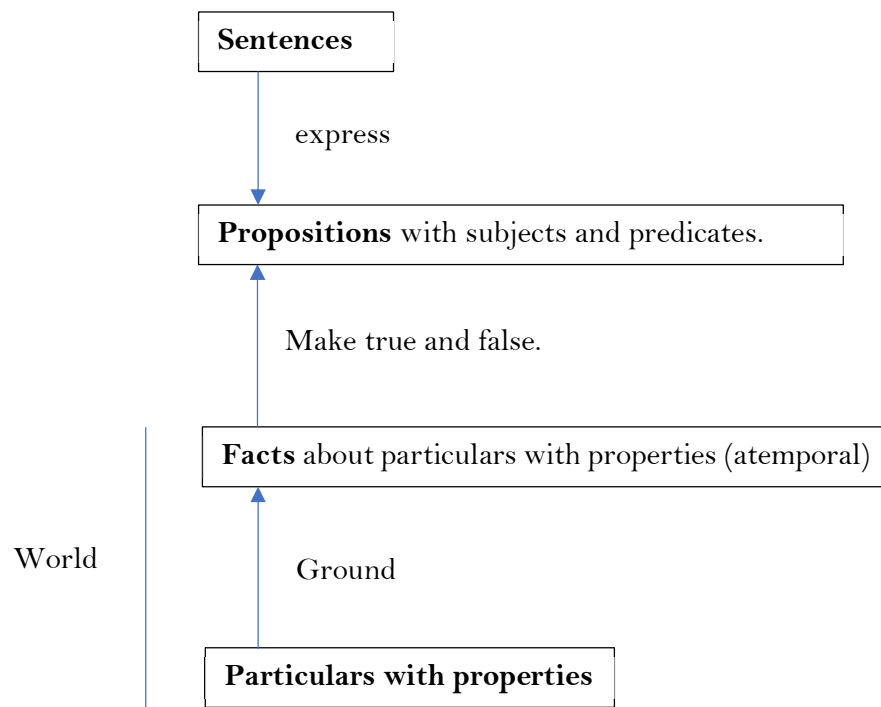 Sentences
express
Propositions with subjects and predicates.
Make true and false.
Facts about particulars with properties (atemporal)
World
Ground
Particulars with properties